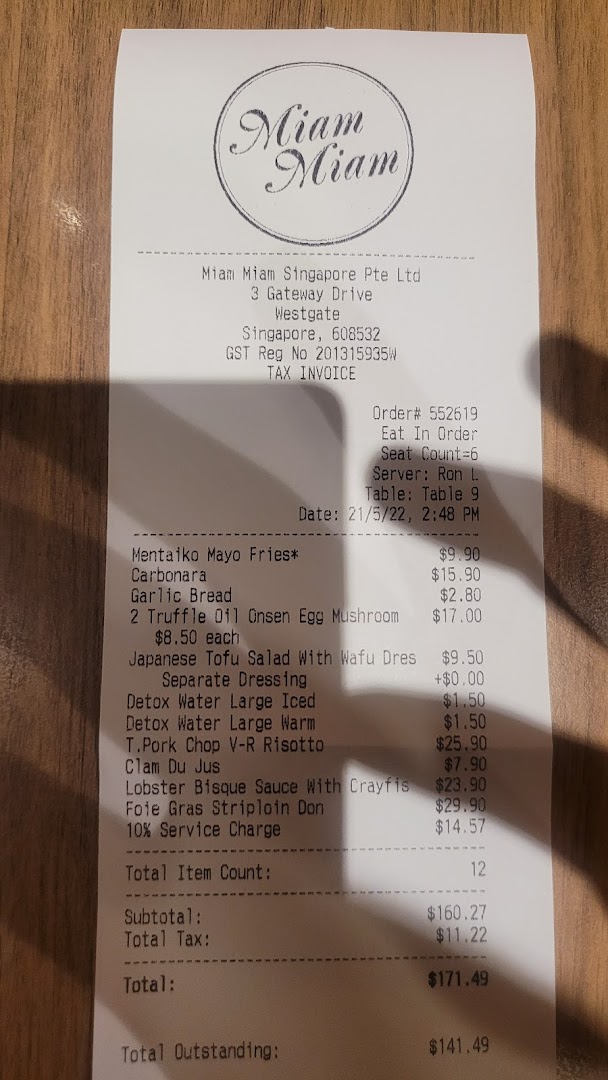 Miam
Miam
Miam Miam Singapore Pte Ltd
3 Gateway Drive
Westgate
Singapore, 608532
GST Reg No 201315935W
TAX INVOICE
Order# 552619
Eat In Order
Seat Count=6
Server: Ron L
Table: Table 9
Date: 21/5/22, 2:48 PM
Mentaiko Mayo Fries* $9.90
Carbonara $15.90
Garlic Bread $2.80
2 Truffle Oil Onsen Egg Mushroom $17.00
$8.50 each
Japanese Tofu Salad With Wafu Dres $9.50
Separate Dressing +$0.00
Detox Water Large Iced $1.50
Detox Water Large Warm $1.50
T.Pork Chop V-R Risotto $25.90
Clam Du Jus $7.90
Lobster Bisque Sauce With Crayfis $23.90
Foie Gras Striploin Don $29.90
10% Service Charge $14.57
Total Item Count: 12
Subtotal: $160.27
Total Tax: $11.22
Total: $171.49
Total Outstanding: $141.49